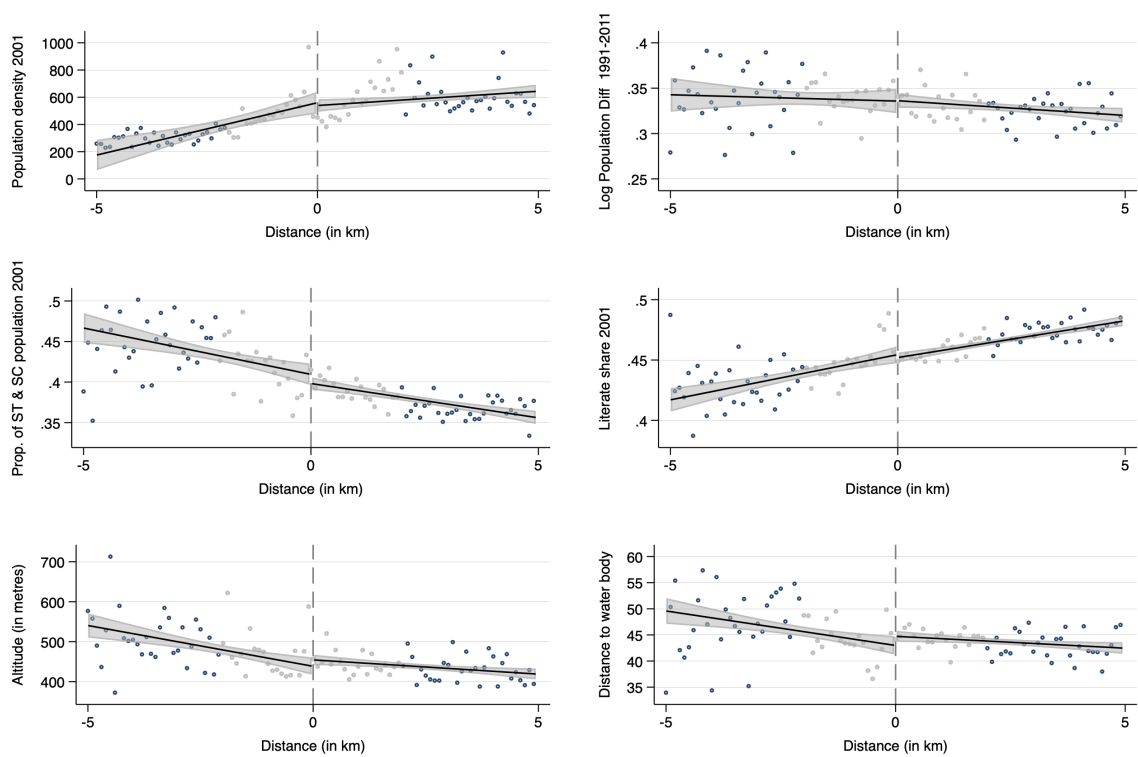 Population density 2001
1000
800
600
400
200
0
-5 0 5
Distance (in km)
Log Population Diff 1991-2011
.4
.35
.3
.25
-5 0 5
Distance (in km)
Prop. of ST & SC population 2001
.5
.45
.4
.35
-5 0 5
Distance (in km)
Literate share 2001
.5
.45
.4
-5 0 5
Distance (in km)
Altitude (in metres)
700
600
500
400
-5 0 5
Distance (in km)
Distance to water body
60
55
50
45
40
35
-5 0 5
Distance (in km)